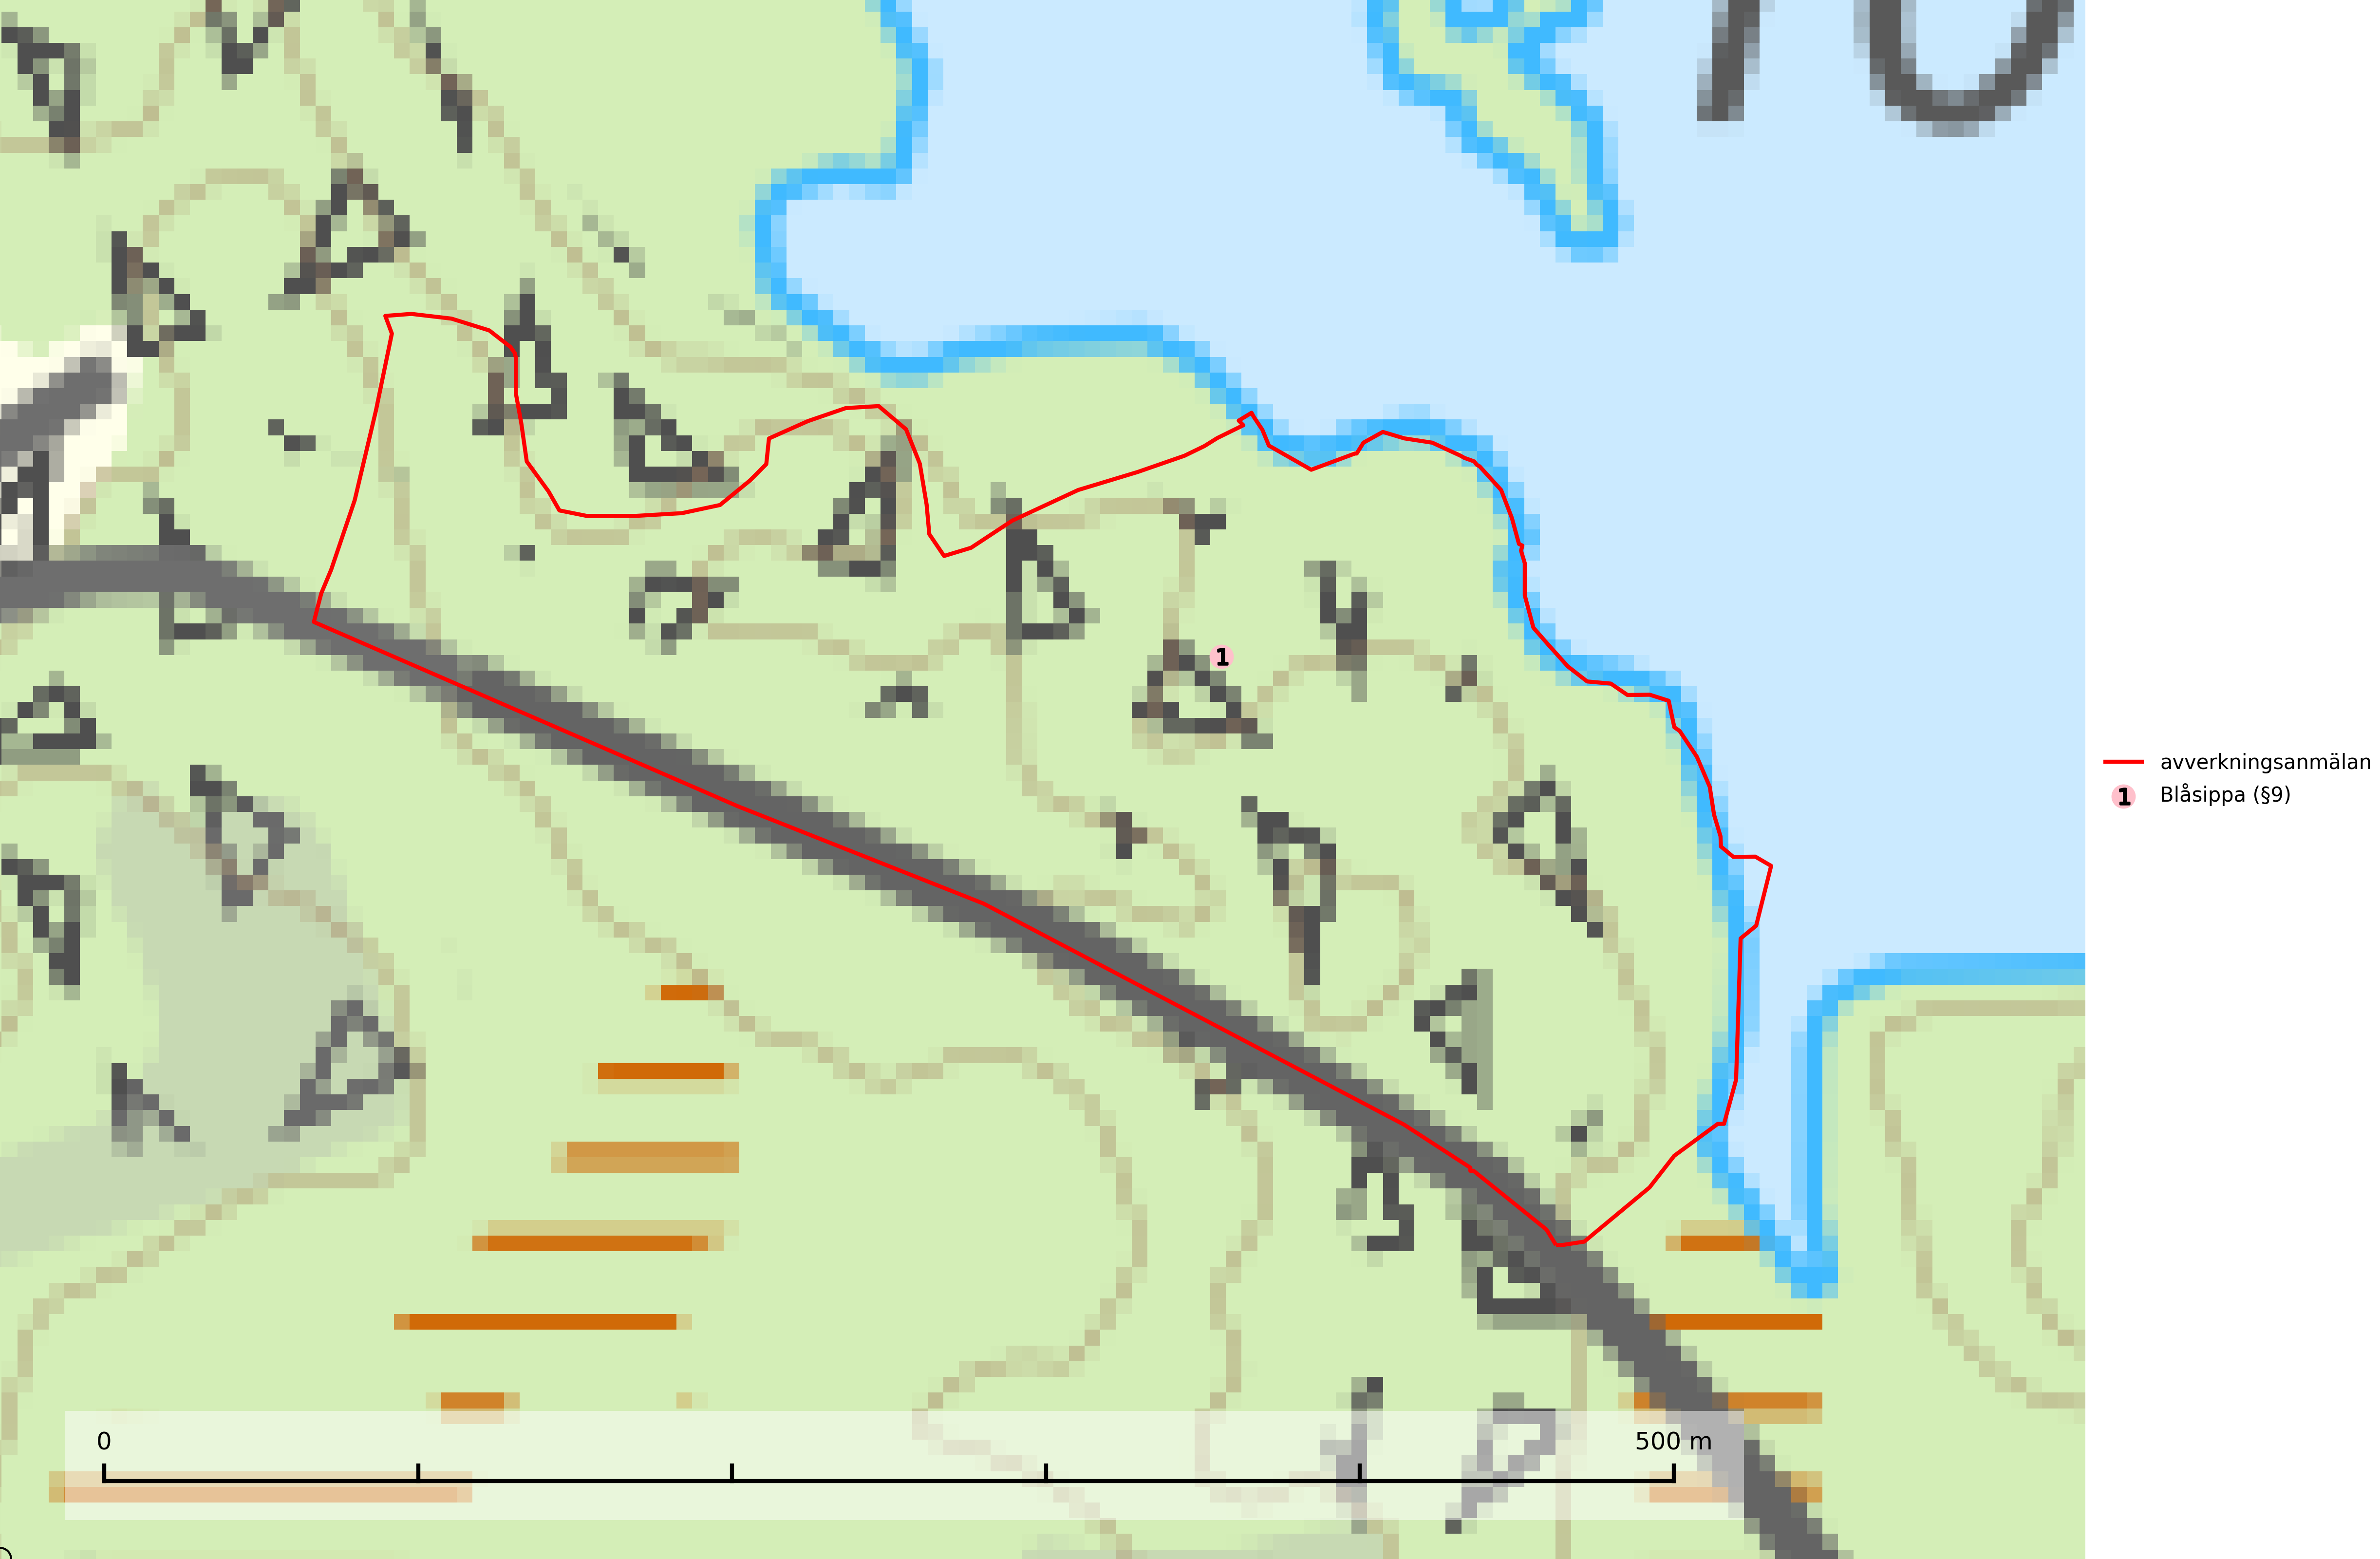 1
avverkningsanmälan
1 Blåsippa (§9)
0 500 m